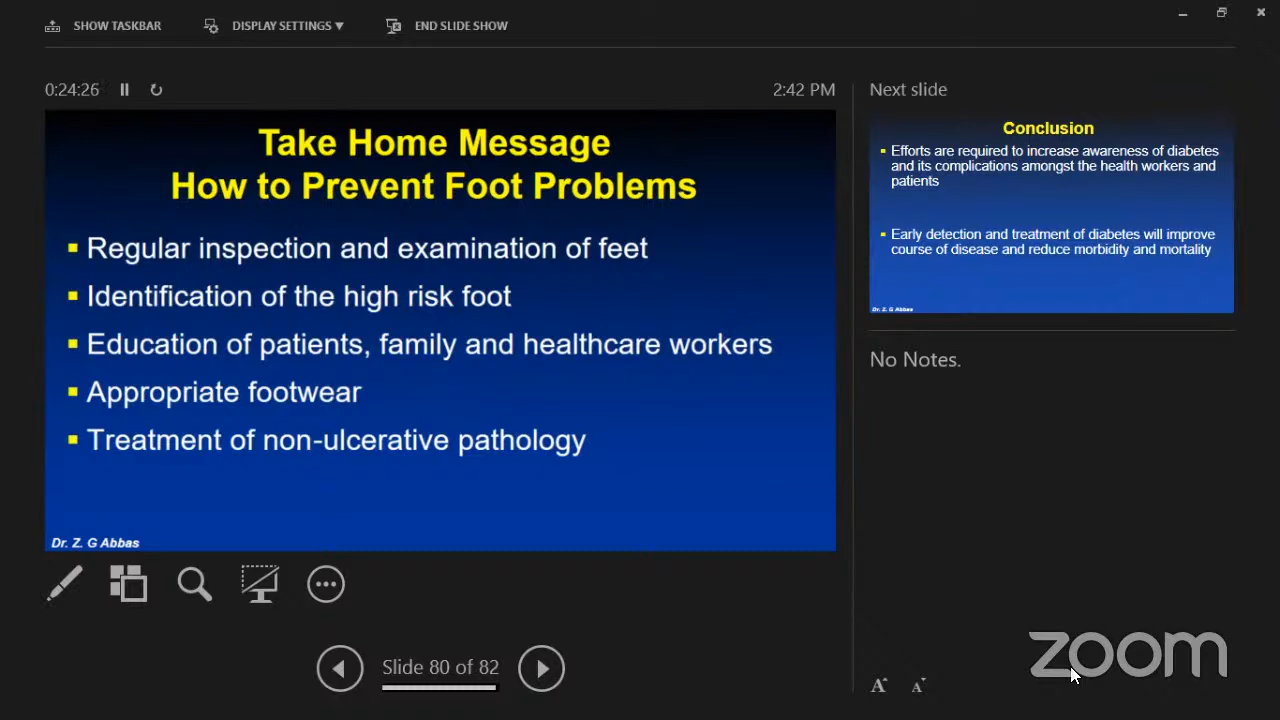 SHOW TASKBAR
DISPLAY SETTINGS ▼
END SLIDE SHOW
0:24:26
2:42 PM
Take Home Message
How to Prevent Foot Problems
Regular inspection and examination of feet
Identification of the high risk foot
Education of patients, family and healthcare workers
Appropriate footwear
Treatment of non-ulcerative pathology
Dr. Z. G Abbas
Slide 80 of 82
Next slide
Conclusion
Efforts are required to increase awareness of diabetes
and its complications amongst the health workers and
patients
Early detection and treatment of diabetes will improve
course of disease and reduce morbidity and mortality
Dr. Z. G Abbas
No Notes.
A A
zoom